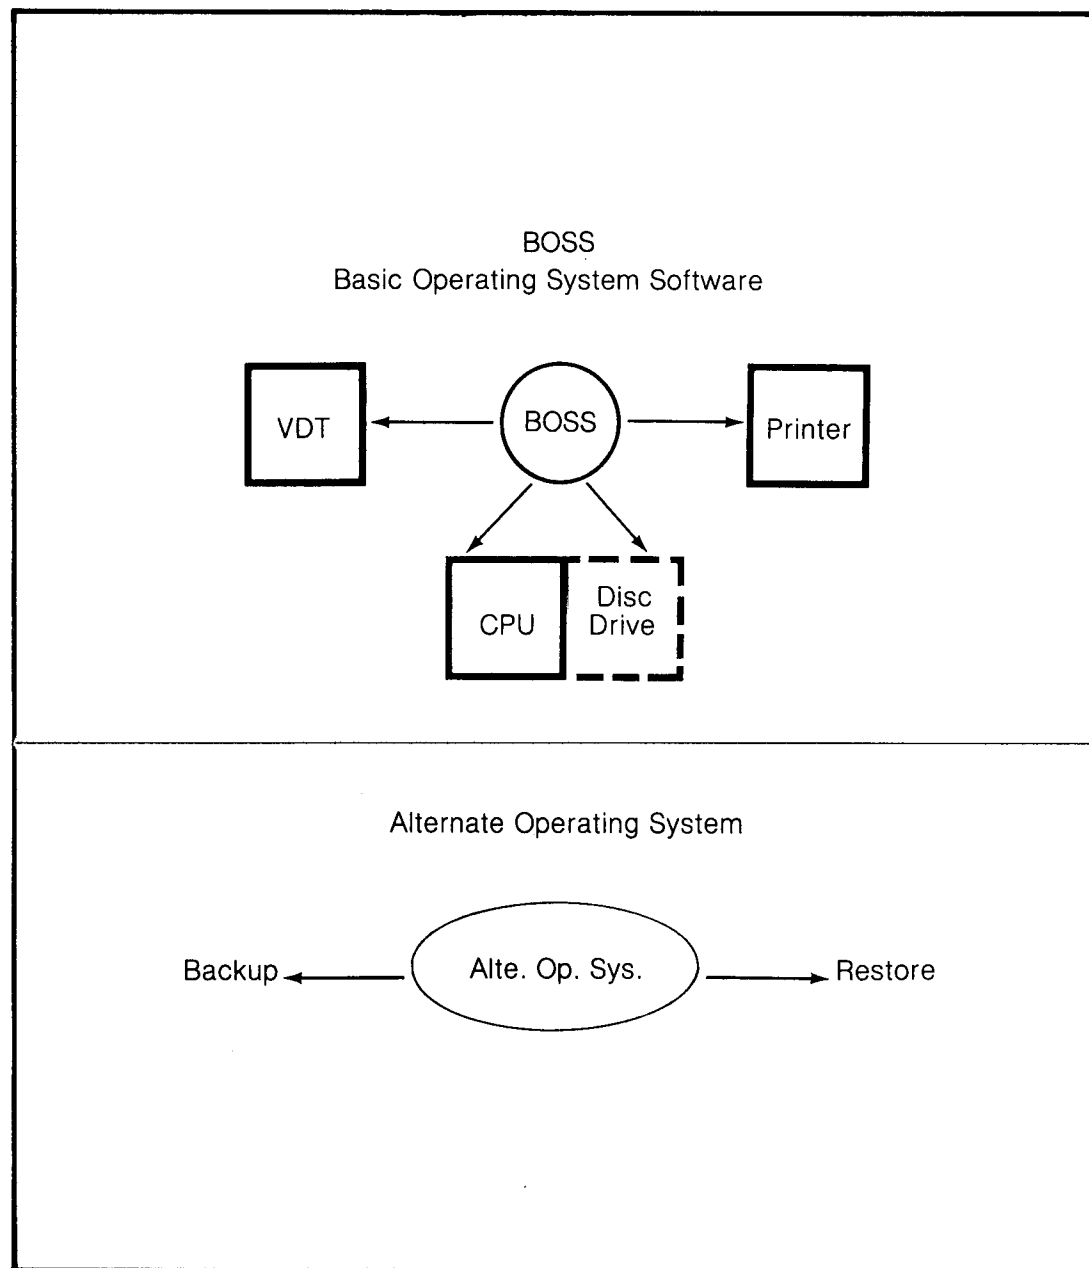 BOSS
Basic Operating System Software
VDT
BOSS
Printer
CPU
Disc
Drive
Alternate Operating System
Backup
Alte. Op. Sys.
Restore